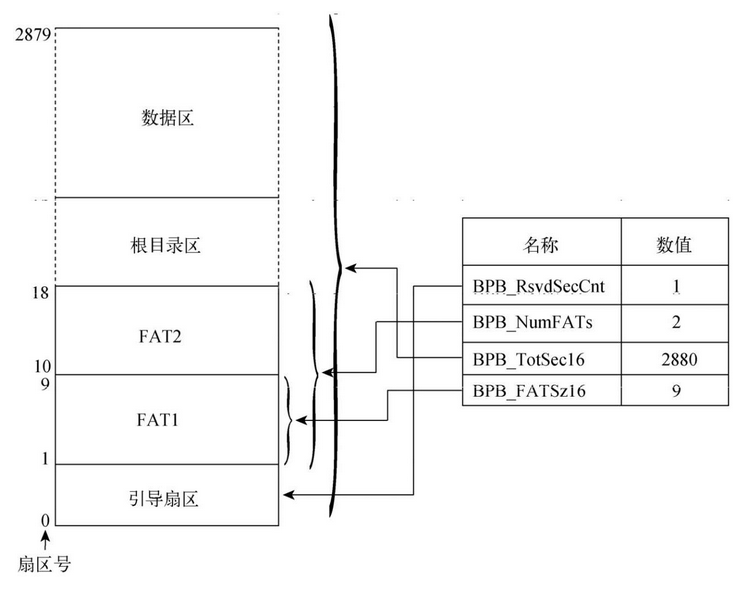 2879
数据区
根目录区
18
FAT2
10
9
FAT1
1
引导扇区
0
扇区号
名称 数值
BPB_RsvdSecCnt 1
BPB_NumFATs 2
BPB_TotSec16 2880
BPB_FATSz16 9